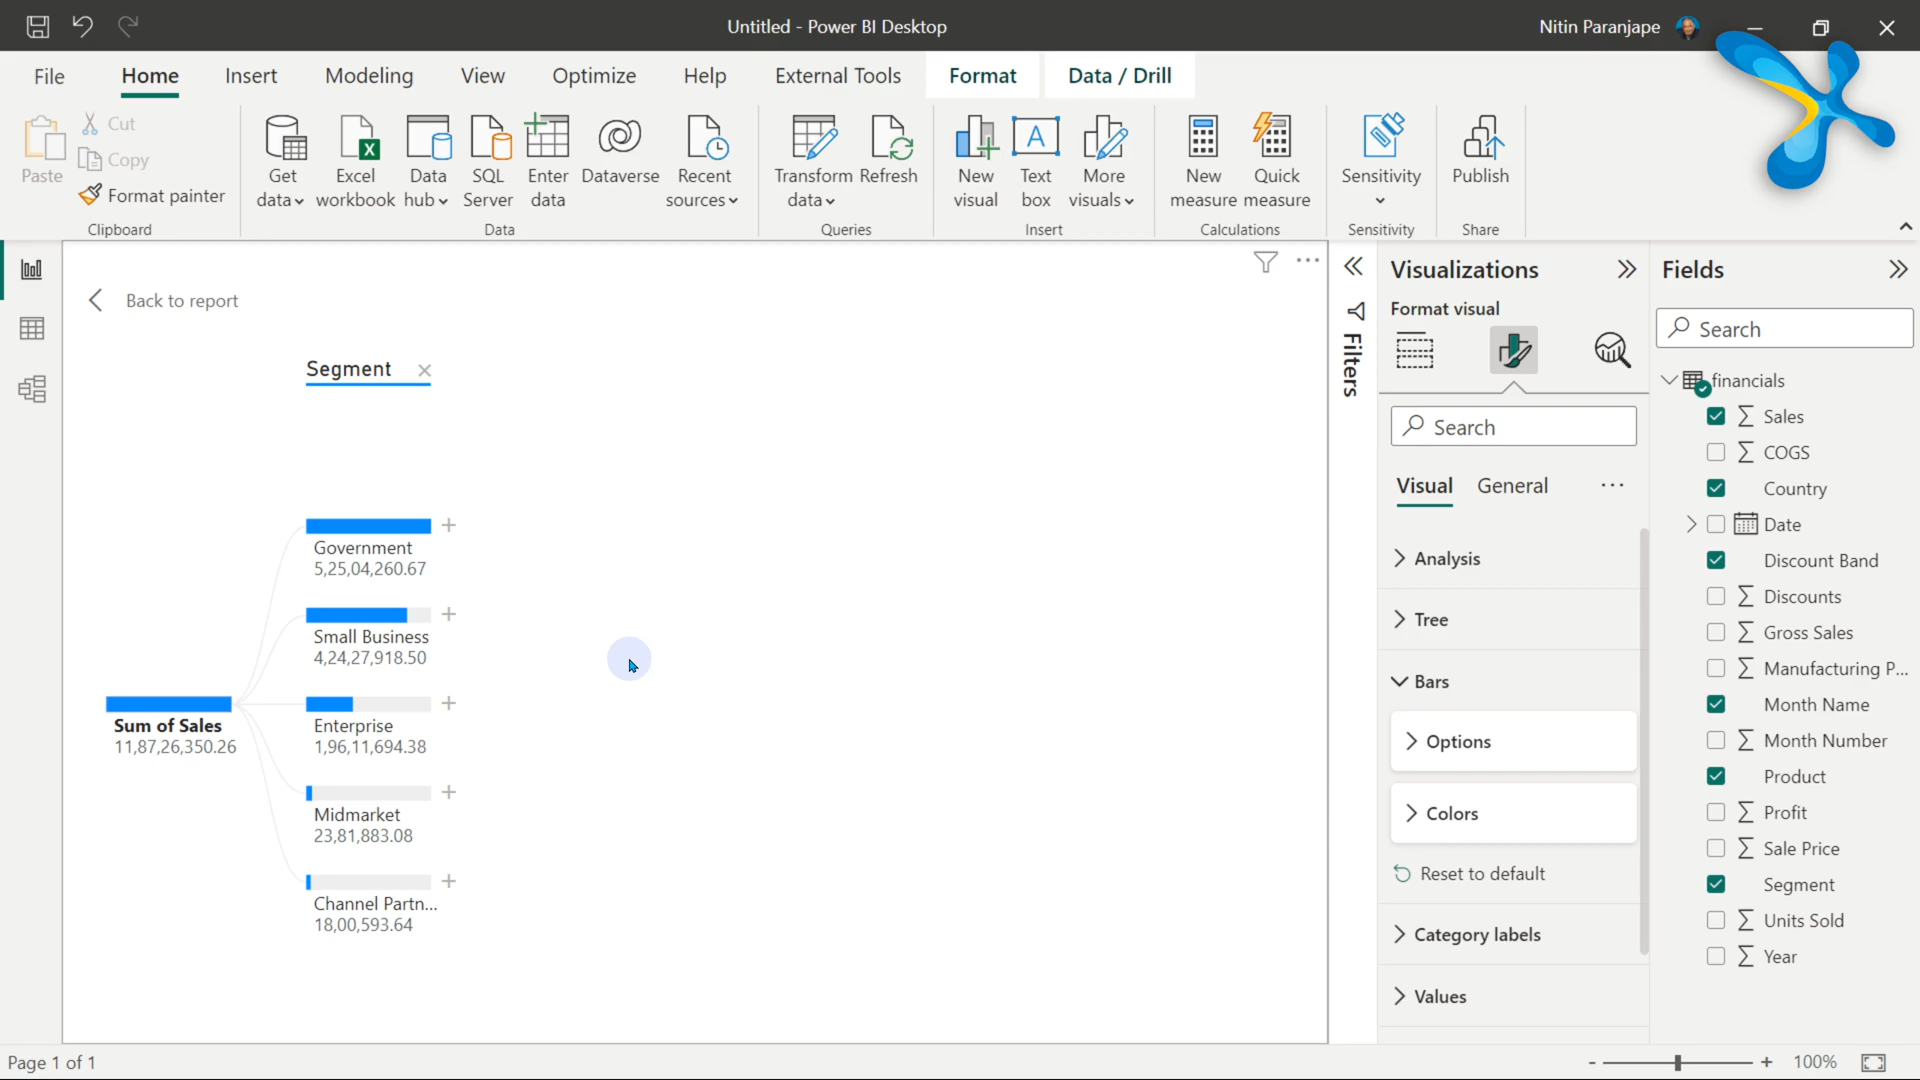 Untitled - Power BI Desktop
Nitin Paranjape
File Home Insert Modeling View Optimize Help External Tools Format Data / Drill
Paste
Cut
Copy
Format painter
Clipboard
Get data
Excel workbook
Data hub
SQL Server
Enter data
Dataverse
Recent sources
Data
Transform data
Refresh
Queries
New visual
Text box
More visuals
Insert
New measure
Quick measure
Calculations
Sensitivity
Sensitivity
Publish
Share
Back to report
Segment
Government
5,25,04,260.67
Small Business
4,24,27,918.50
Sum of Sales
11,87,26,350.26
Enterprise
1,96,11,694.38
Midmarket
23,81,883.08
Channel Partn...
18,00,593.64
Filters
Visualizations
Format visual
Search
Visual General
Analysis
Tree
Bars
Options
Colors
Reset to default
Category labels
Values
Fields
Search
financials
Sales
COGS
Country
Date
Discount Band
Discounts
Gross Sales
Manufacturing P...
Month Name
Month Number
Product
Profit
Sale Price
Segment
Units Sold
Year
Page 1 of 1
100%